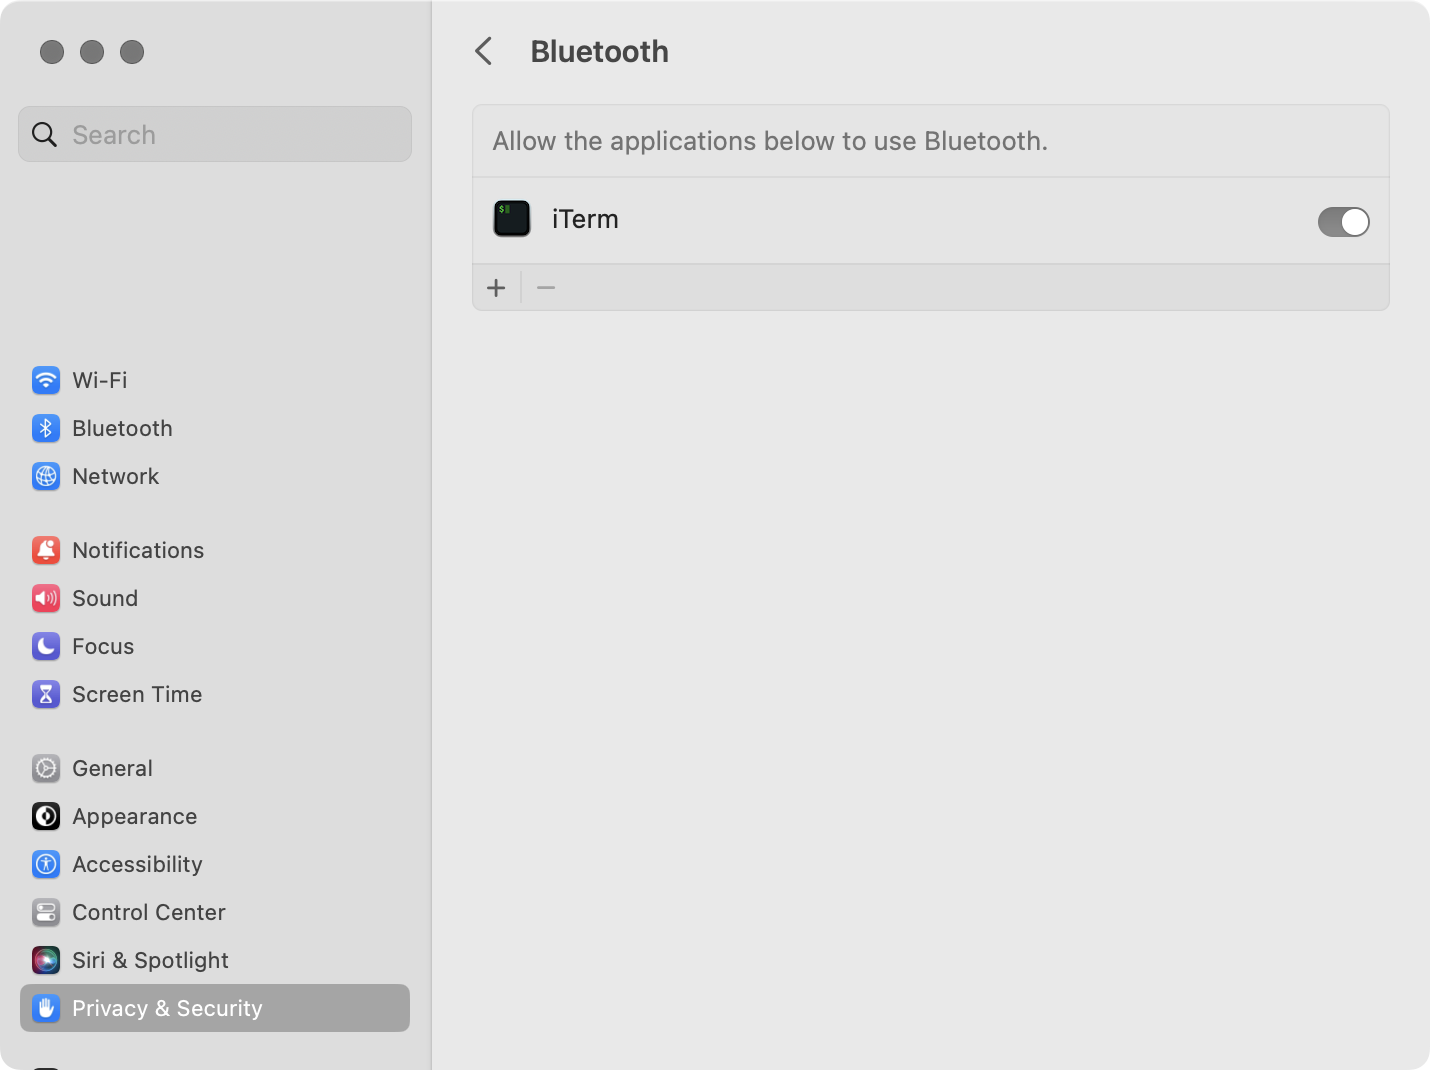 Search
Wi-Fi
Bluetooth
Network
Notifications
Sound
Focus
Screen Time
General
Appearance
Accessibility
Control Center
Siri & Spotlight
Privacy & Security
Bluetooth
Allow the applications below to use Bluetooth.
$
iTerm